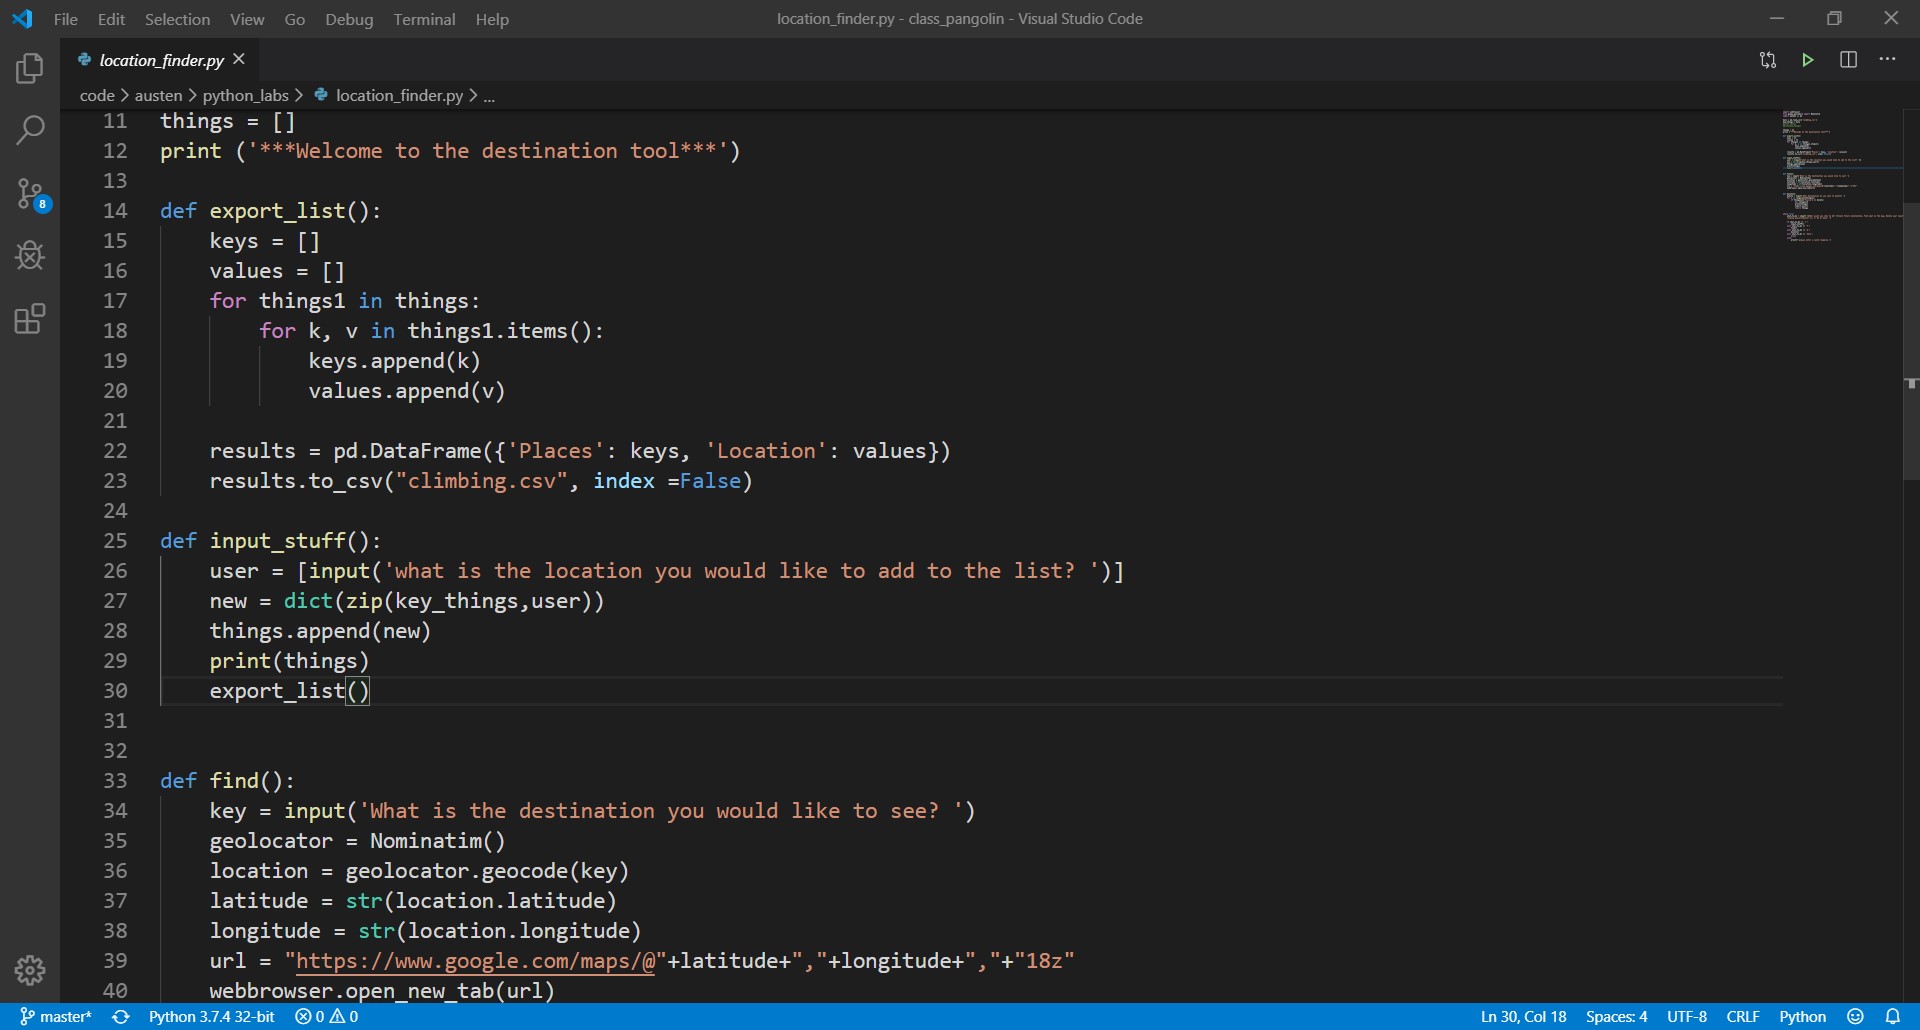 File Edit Selection View Go Debug Terminal Help
location_finder.py - class_pangolin - Visual Studio Code
location_finder.py
code > austen > python_labs > location_finder.py > ...
11 things = []
12 print ('***Welcome to the destination tool***')
13
14 def export_list():
15     keys = []
16     values = []
17     for things1 in things:
18         for k, v in things1.items():
19             keys.append(k)
20             values.append(v)
21
22     results = pd.DataFrame({'Places': keys, 'Location': values})
23     results.to_csv("climbing.csv", index =False)
24
25 def input_stuff():
26     user = [input('what is the location you would like to add to the list? ')]
27     new = dict(zip(key_things,user))
28     things.append(new)
29     print(things)
30     export_list()
31
32
33 def find():
34     key = input('What is the destination you would like to see? ')
35     geolocator = Nominatim()
36     location = geolocator.geocode(key)
37     latitude = str(location.latitude)
38     longitude = str(location.longitude)
39     url = "https://www.google.com/maps/@"+latitude+","+longitude+","+"18z"
40     webbrowser.open_new_tab(url)
8
master* Python 3.7.4 32-bit 0 0 Ln 30, Col 18 Spaces: 4 UTF-8 CRLF Python